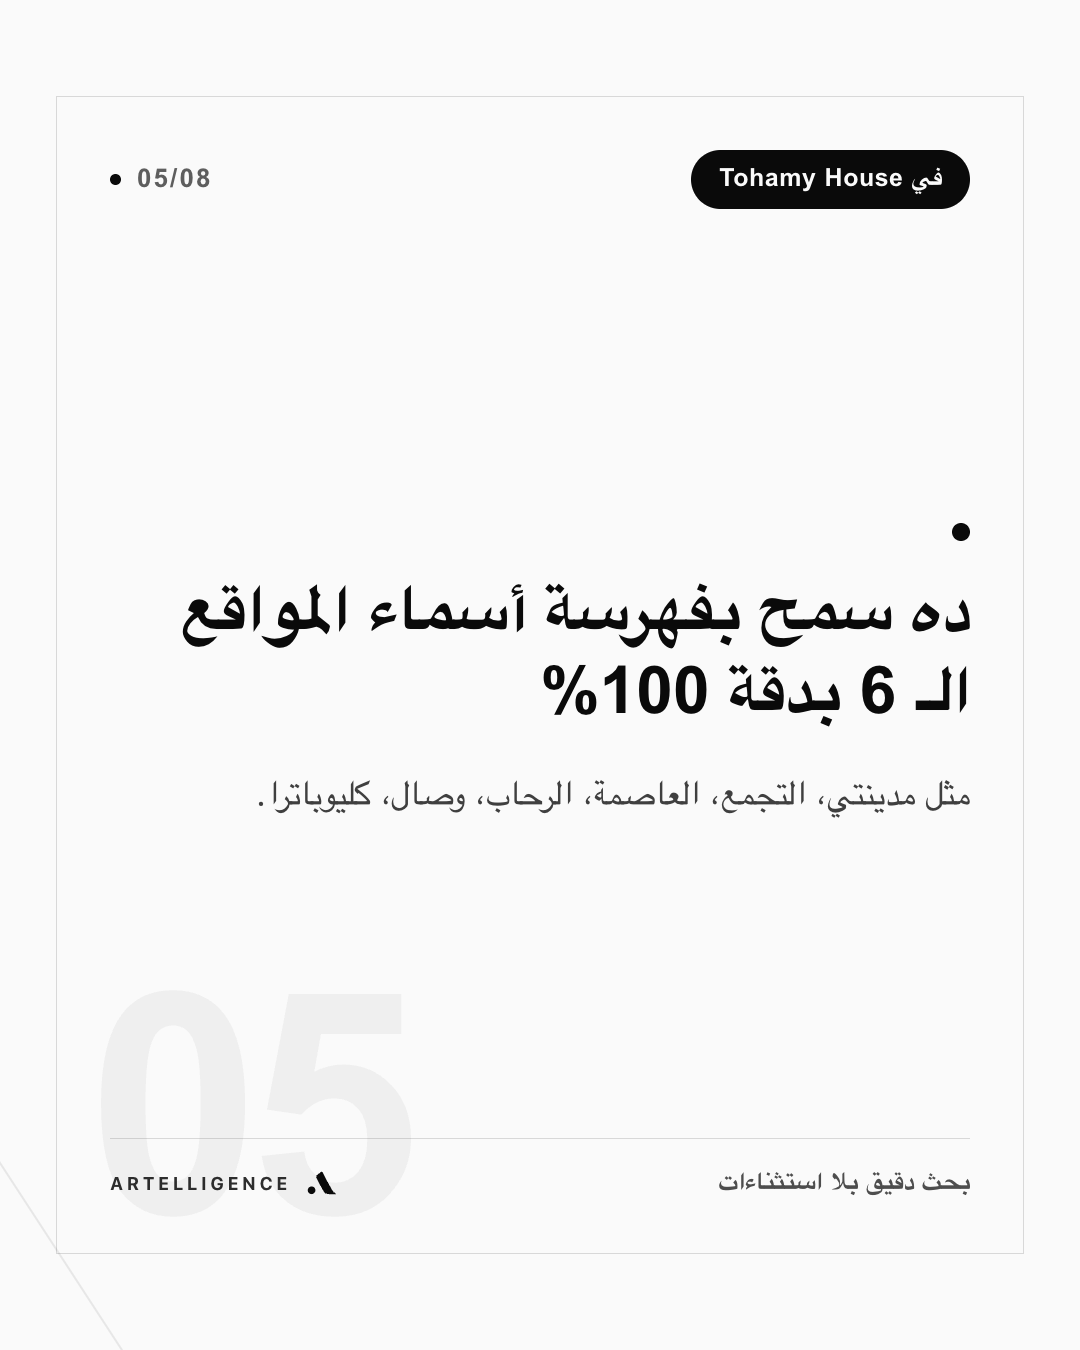 في Tohamy House
05/08
ده سمح بفهرسة أسماء المواقع
الـ 6 بدقة 100%
مثل مدينتي، التجمع، العاصمة، الرحاب، وصال، كليوباترا.
05
بحث دقيق بلا استثناءات
ARTELLIGENCE